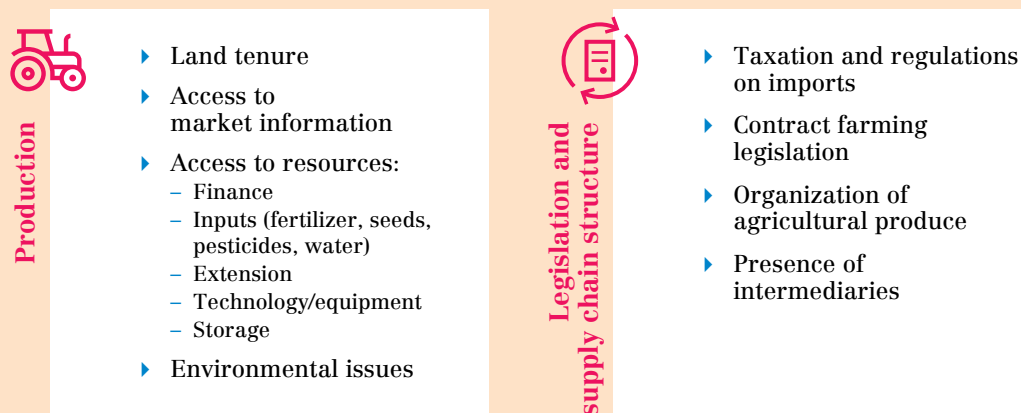 Production
▸ Land tenure
▸ Access to
market information
▸ Access to resources:
– Finance
– Inputs (fertilizer, seeds,
pesticides, water)
– Extension
– Technology/equipment
– Storage
▸ Environmental issues
Legislation and
supply chain structure
▸ Taxation and regulations
on imports
▸ Contract farming
legislation
▸ Organization of
agricultural produce
▸ Presence of
intermediaries